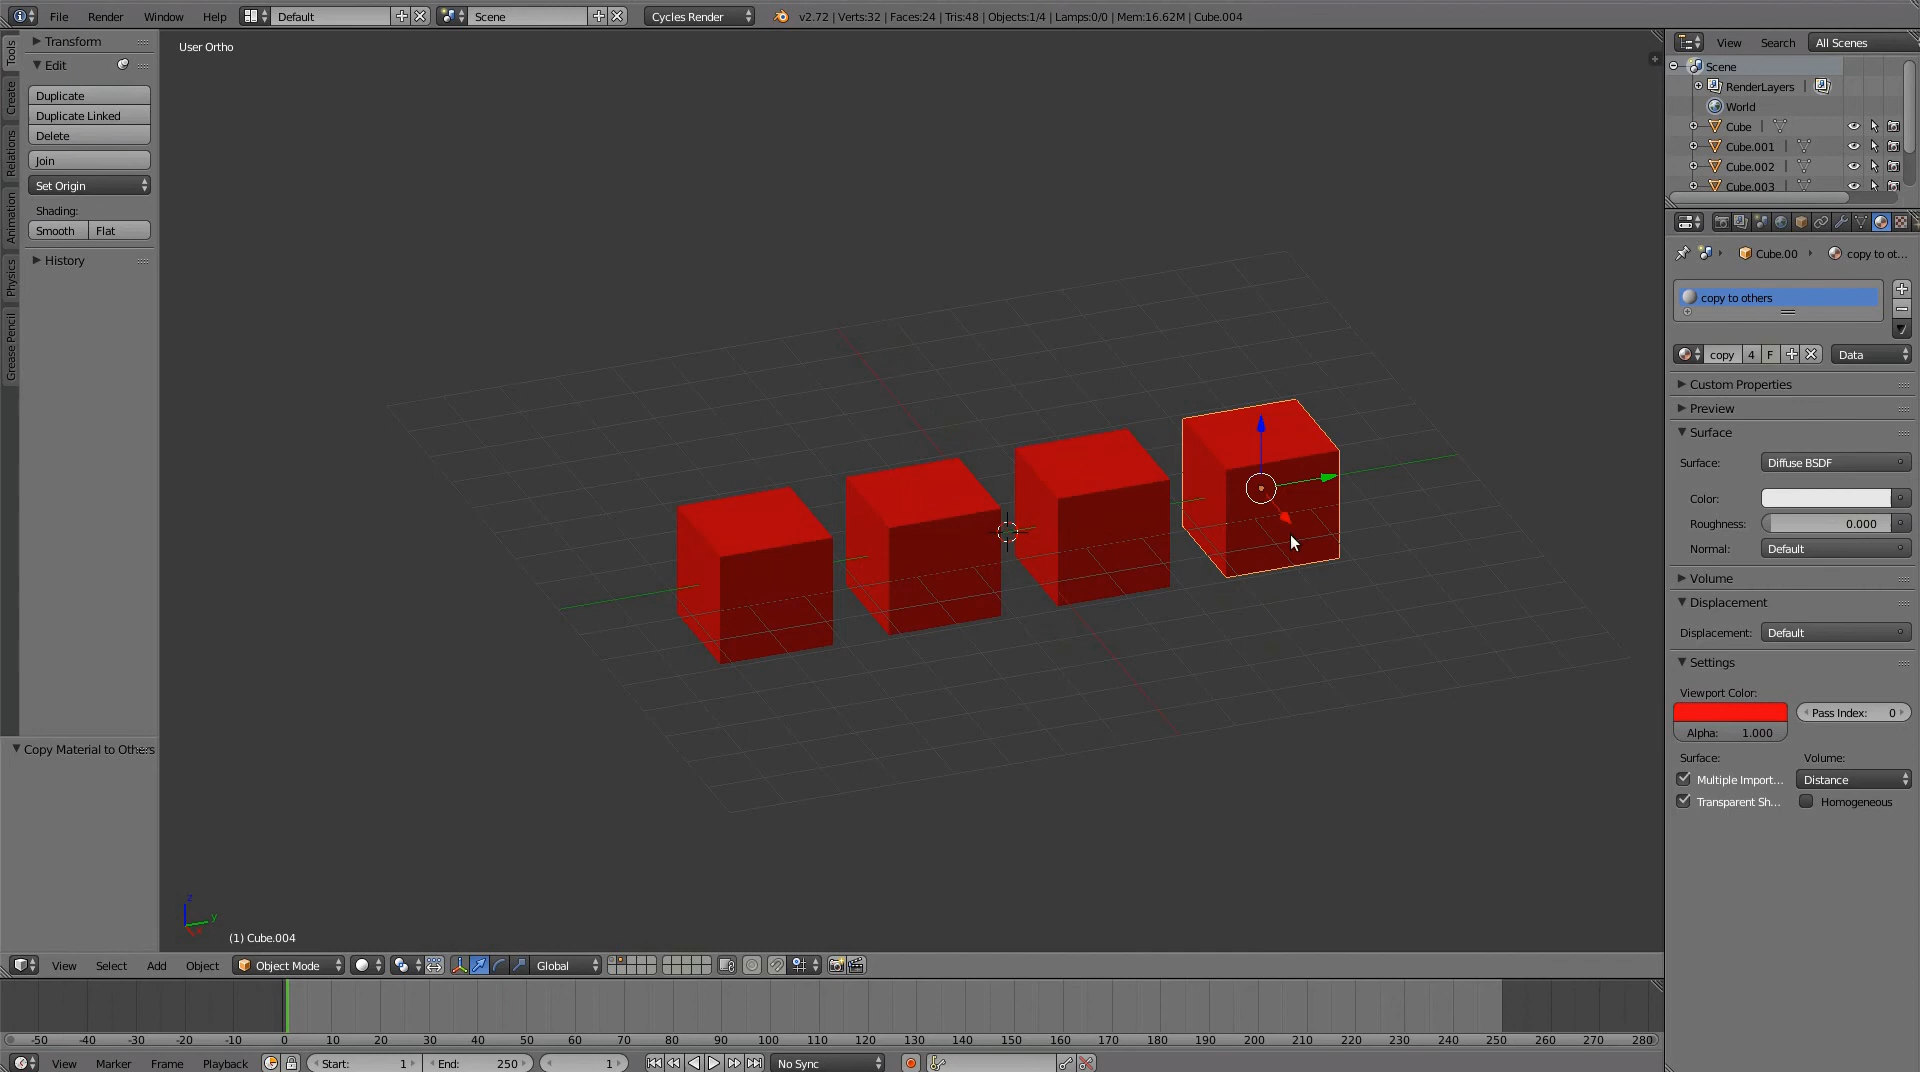 File Render Window Help Default Scene Cycles Render v2.72 | Verts:32 | Faces:24 | Tris:48 | Objects:1/4 | Lamps:0/0 | Mem:16.62M | Cube.004
Tools
Create
Relations
Animation
Physics
Grease Pencil
Transform
Edit
Duplicate
Duplicate Linked
Delete
Join
Set Origin
Shading:
Smooth Flat
History
Copy Material to Others
User Ortho
z
y
(1) Cube.004
View Search All Scenes
Scene
RenderLayers |
World
Cube |
Cube.001 |
Cube.002 |
Cube.003 |
Cube.00 copy to ot...
copy to others
copy 4 F Data
Custom Properties
Preview
Surface
Surface: Diffuse BSDF
Color:
Roughness: 0.000
Normal: Default
Volume
Displacement
Displacement: Default
Settings
Viewport Color:
Pass Index: 0
Alpha: 1.000
Surface: Volume:
Multiple Import... Distance
Transparent Sh... Homogeneous
View Select Add Object Object Mode Global
-50 -40 -30 -20 -10 0 10 20 30 40 50 60 70 80 90 100 110 120 130 140 150 160 170 180 190 200 210 220 230 240 250 260 270 280
View Marker Frame Playback Start: 1 End: 250 1 No Sync